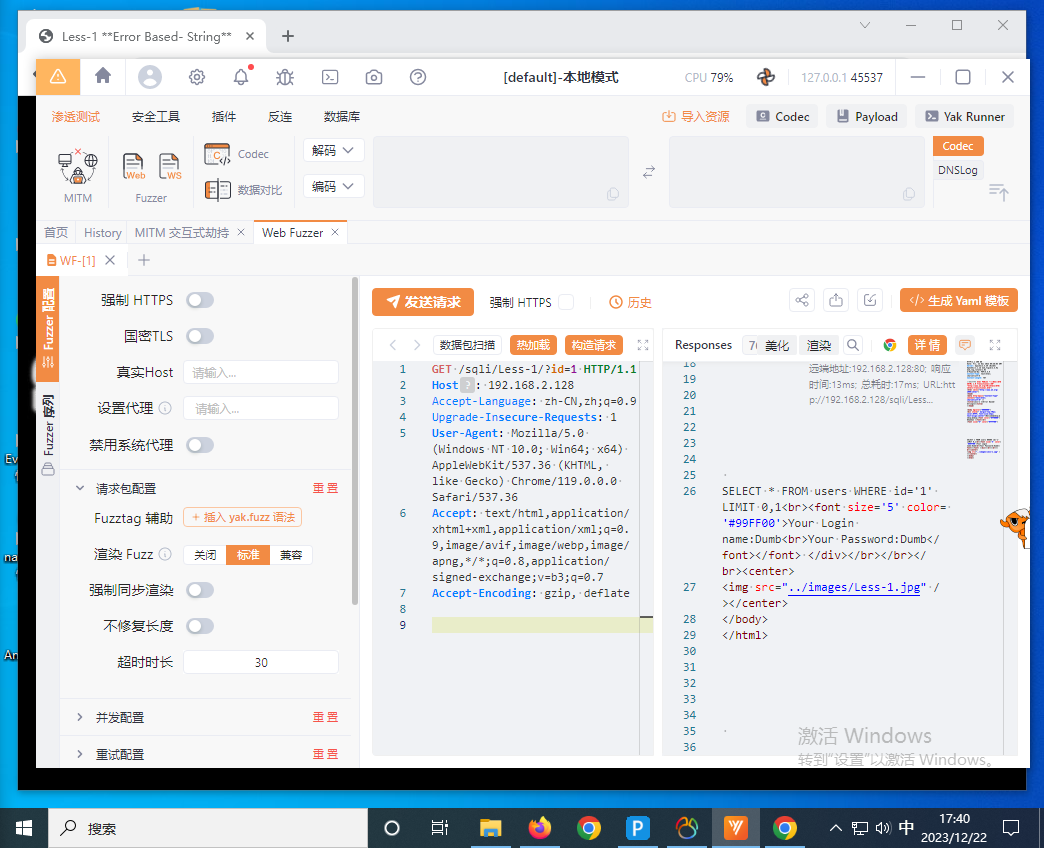 Less-1 **Error Based- String**
[default]-本地模式
CPU 79%
127.0.0.1 45537
渗透测试
安全工具
插件
反连
数据库
导入资源
Codec
Payload
Yak Runner
MITM
Web
WS
Fuzzer
Codec
数据对比
解码
编码
Codec
DNSLog
首页
History
MITM 交互式劫持
Web Fuzzer
WF-[1]
Fuzzer 配置
Fuzzer 序列
强制 HTTPS
国密TLS
真实Host
请输入...
设置代理
请输入...
禁用系统代理
请求包配置
重置
Fuzztag 辅助
+ 插入 yak.fuzz 语法
渲染 Fuzz
关闭
标准
兼容
强制同步渲染
不修复长度
超时时长
30
并发配置
重置
重试配置
重置
发送请求
强制 HTTPS
历史
生成 Yaml 模板
数据包扫描
热加载
构造请求
1 GET /sqli/Less-1/?id=1 HTTP/1.1
2 Host ? : 192.168.2.128
3 Accept-Language: zh-CN,zh;q=0.9
4 Upgrade-Insecure-Requests: 1
5 User-Agent: Mozilla/5.0
(Windows NT 10.0; Win64; x64)
AppleWebKit/537.36 (KHTML,
like Gecko) Chrome/119.0.0.0
Safari/537.36
6 Accept: text/html,application/
xhtml+xml,application/xml;q=0.
9,image/avif,image/webp,image/
apng,*/*;q=0.8,application/
signed-exchange;v=b3;q=0.7
7 Accept-Encoding: gzip, deflate
8
9
Responses
美化
渲染
详情
远端地址:192.168.2.128:80; 响应
时间:13ms; 总耗时:17ms; URL:htt
p://192.168.2.128/sqli/Less...
18
19
20
21
22
23
24
25
26 SELECT * FROM users WHERE id='1'
LIMIT 0,1<br><font size='5' color=
'#99FF00'>Your Login
name:Dumb<br>Your Password:Dumb</
font></font> </div></br></br></
br><center>
27 <img src="../images/Less-1.jpg" /
></center>
28 </body>
29 </html>
30
31
32
33
34
35
36
激活 Windows
转到"设置"以激活 Windows。
搜索
中
17:40
2023/12/22